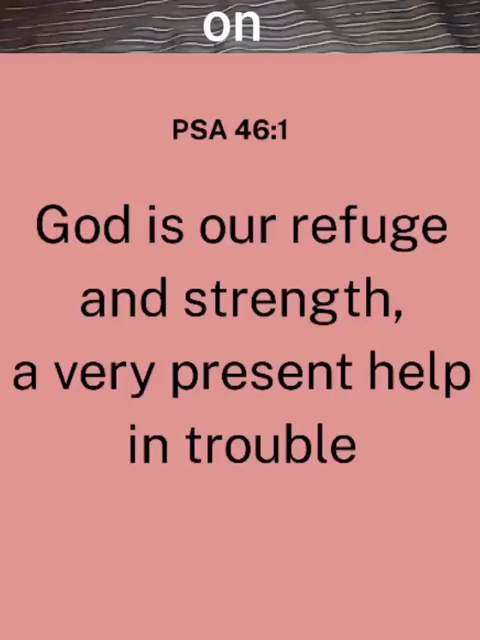 on
PSA 46:1
God is our refuge
and strength,
a very present help
in trouble